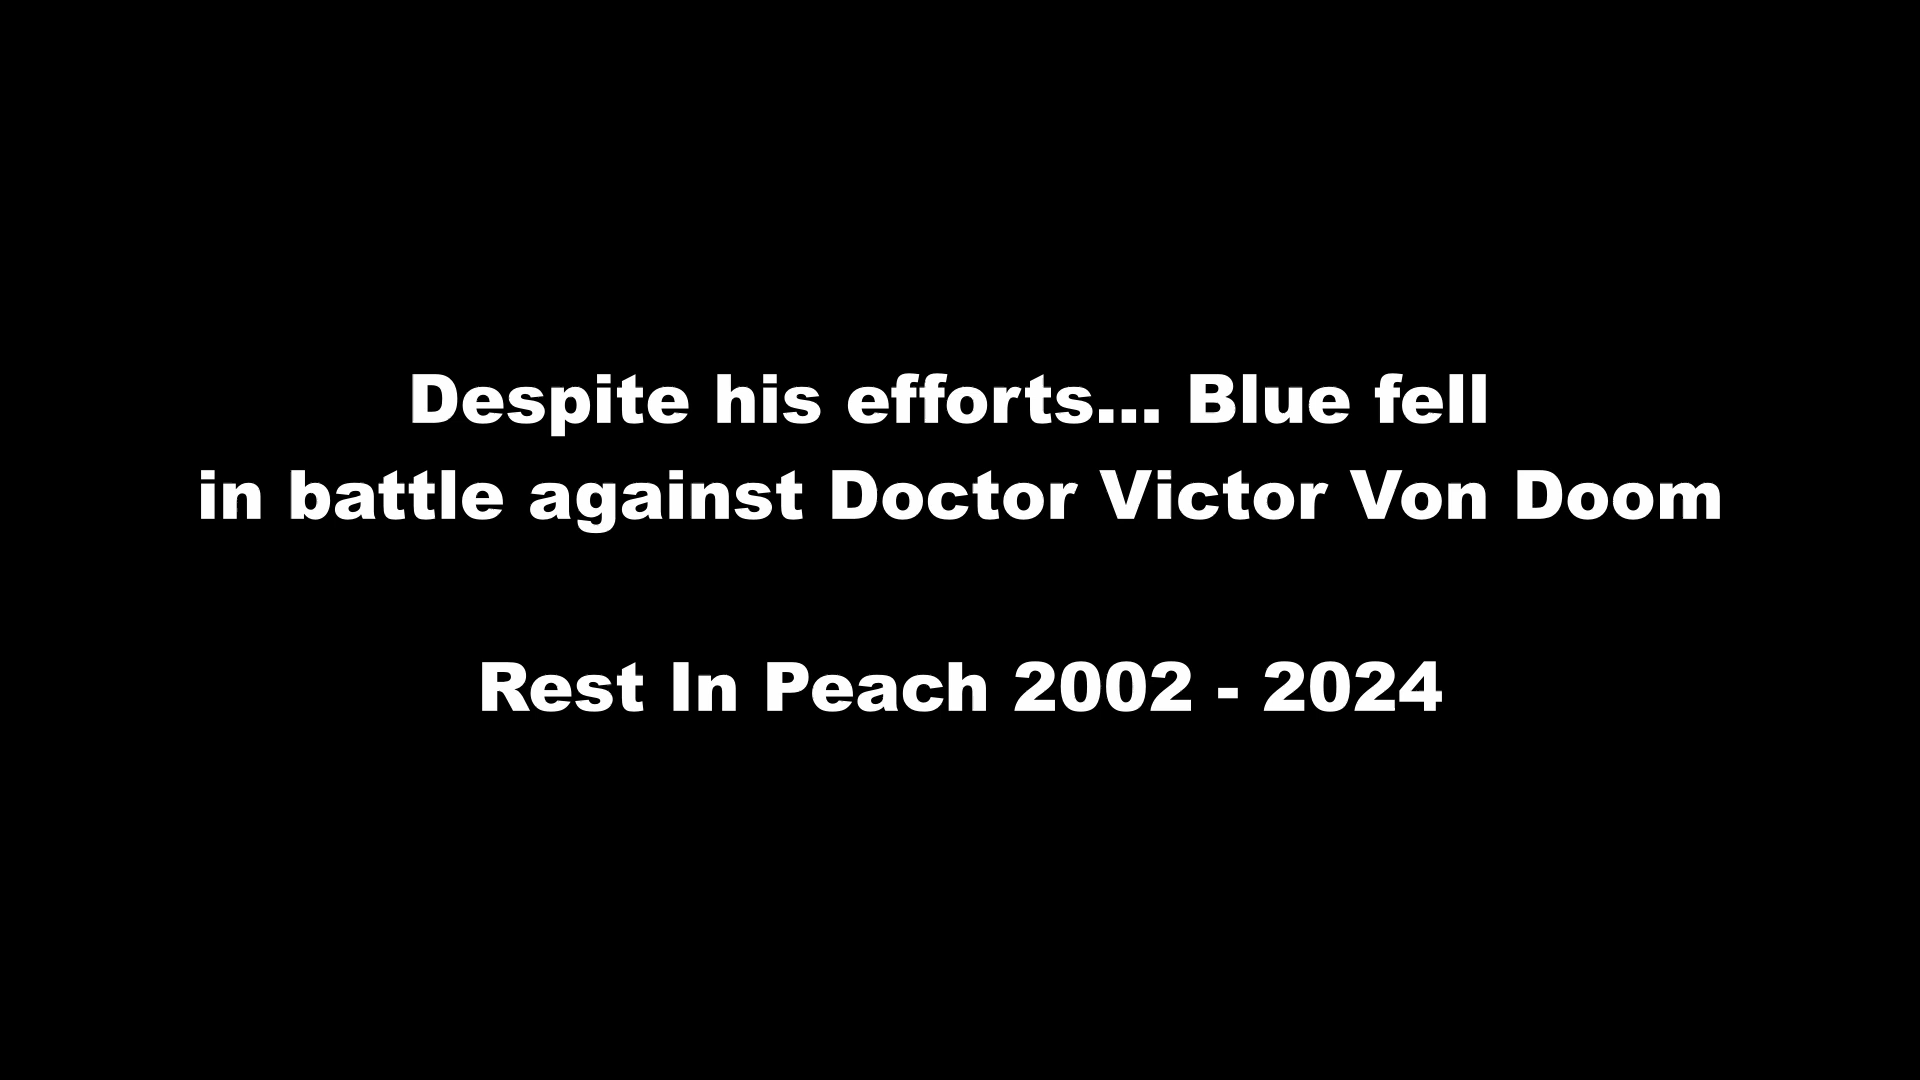 Despite his efforts... Blue fell
in battle against Doctor Victor Von Doom
Rest In Peach 2002 - 2024